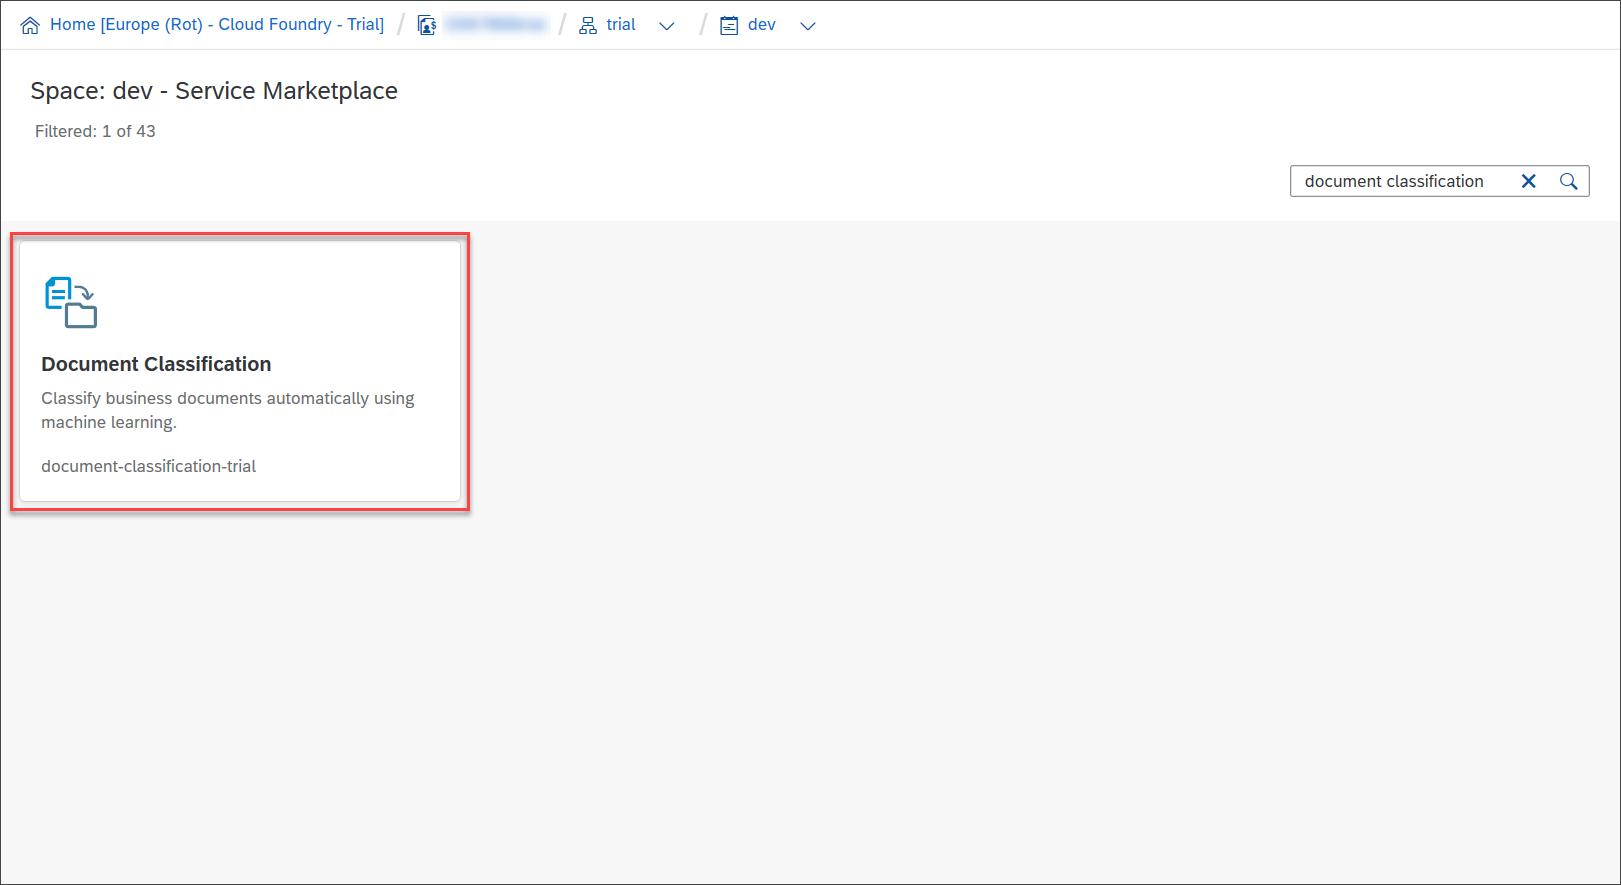 Home [Europe (Rot) - Cloud Foundry - Trial] / / trial / dev
Space: dev - Service Marketplace
Filtered: 1 of 43
document classification
Document Classification
Classify business documents automatically using
machine learning.
document-classification-trial